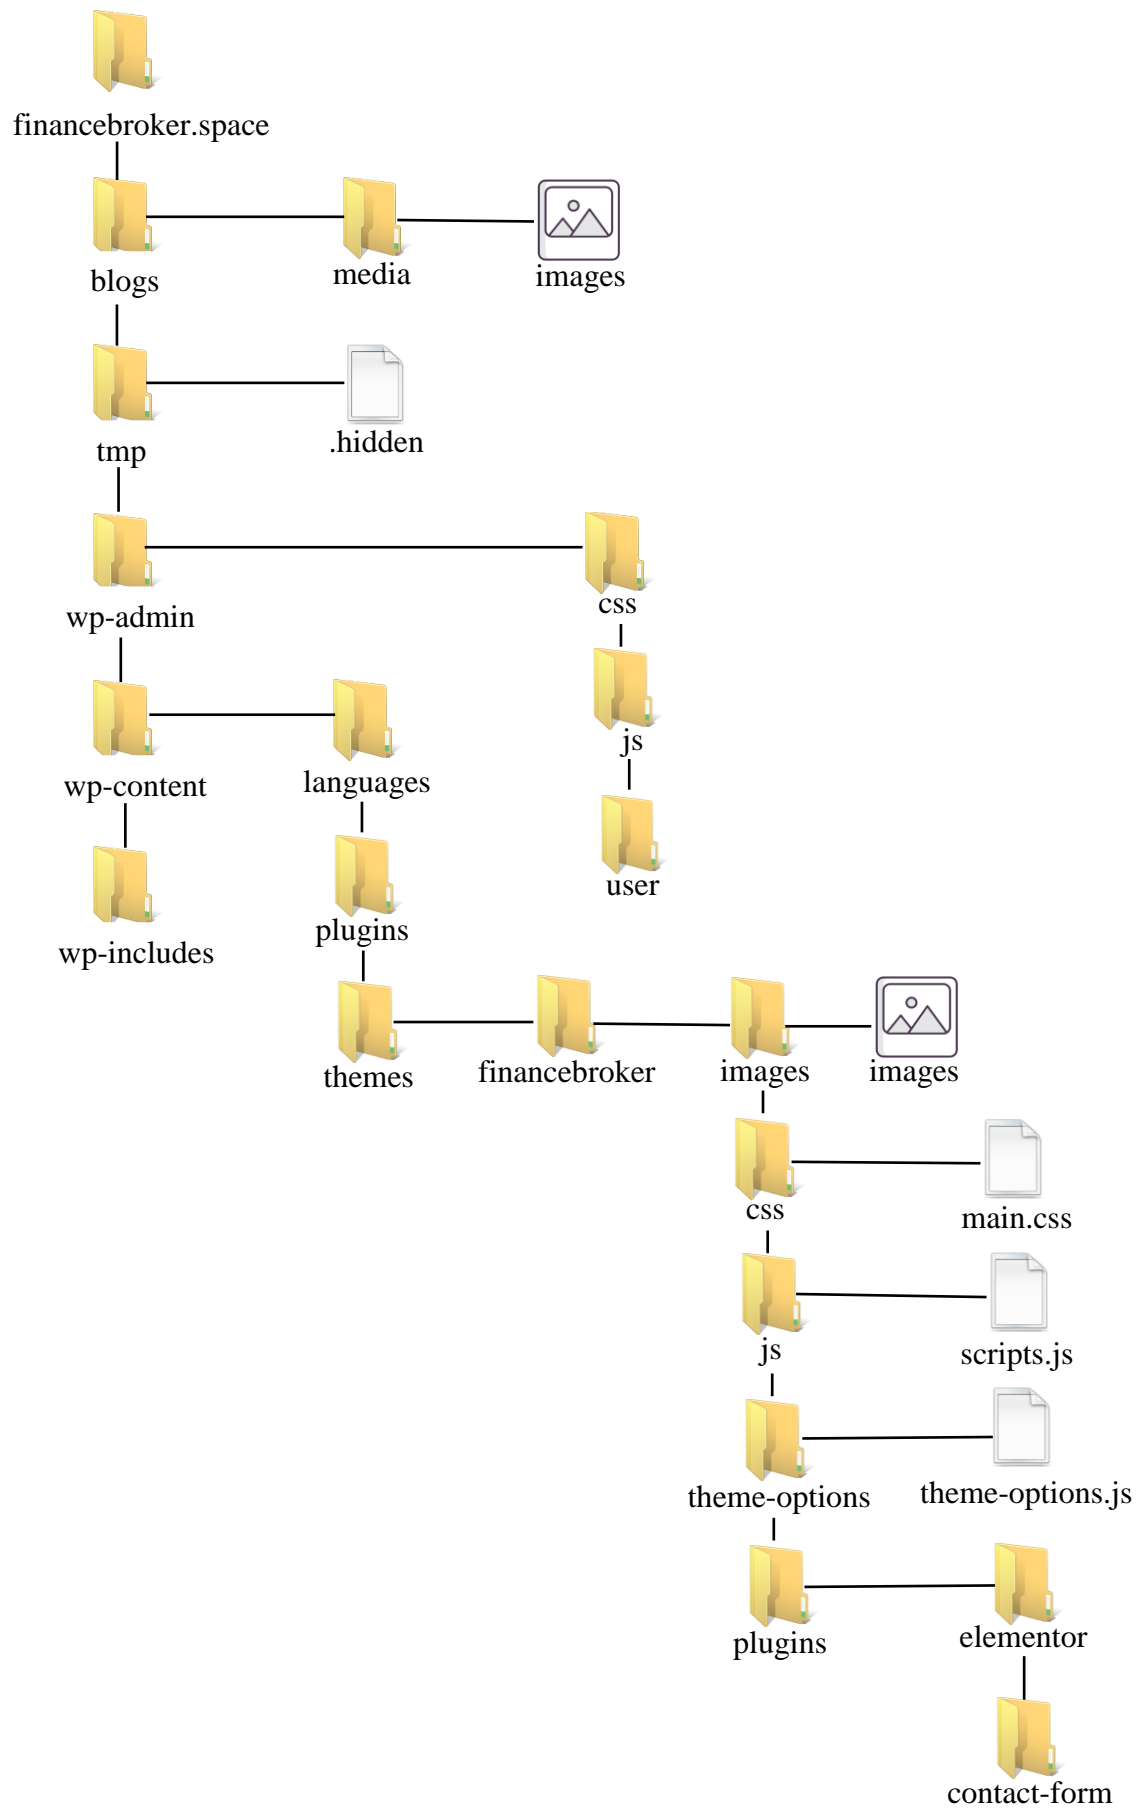 financebroker.space
blogs
media
images
tmp
.hidden
wp-admin
css
js
user
wp-content
languages
wp-includes
plugins
themes
financebroker
images
images
css
main.css
js
scripts.js
theme-options
theme-options.js
plugins
elementor
contact-form